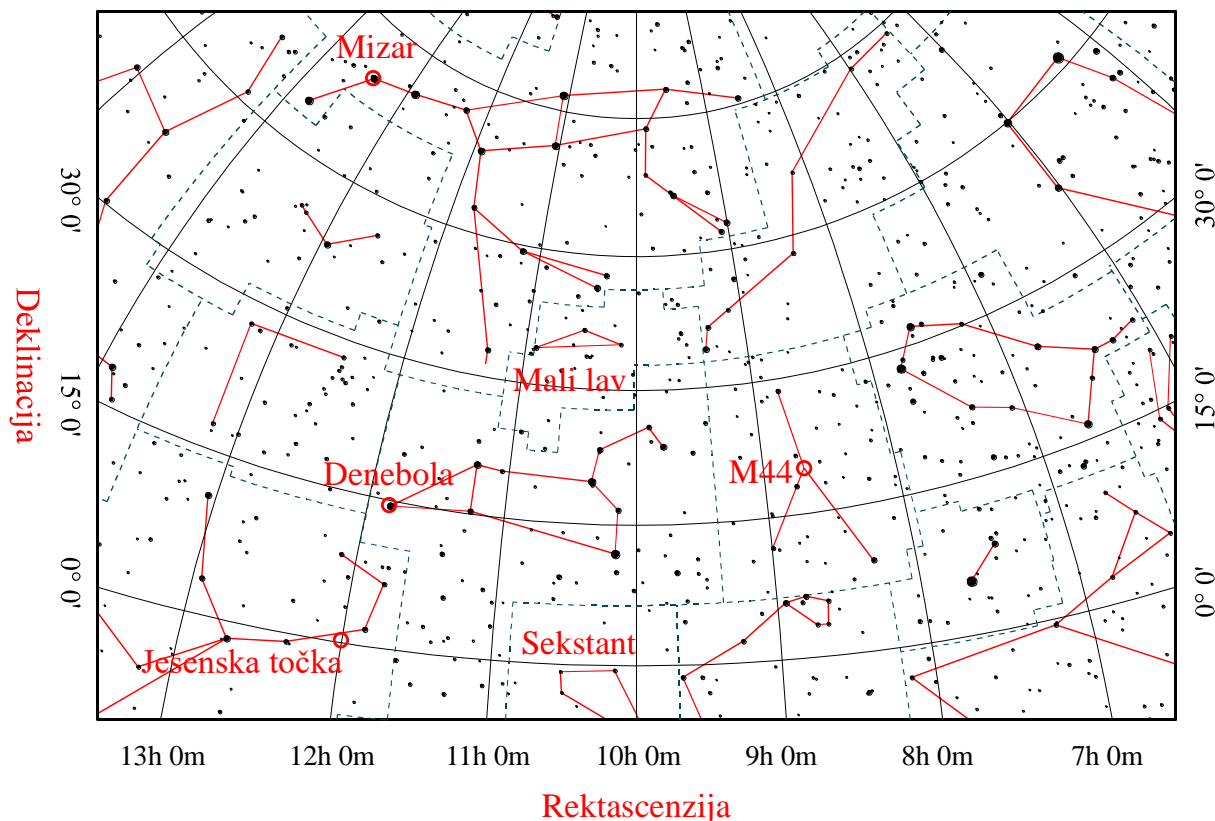 Mizar
30° 0'
30° 0'
Deklinacija
Mali lav
15° 0'
15° 0'
Denebola
M44
0° 0'
0° 0'
Sekstant
Jesenska točka
13h 0m
12h 0m
11h 0m
10h 0m
9h 0m
8h 0m
7h 0m
Rektascenzija